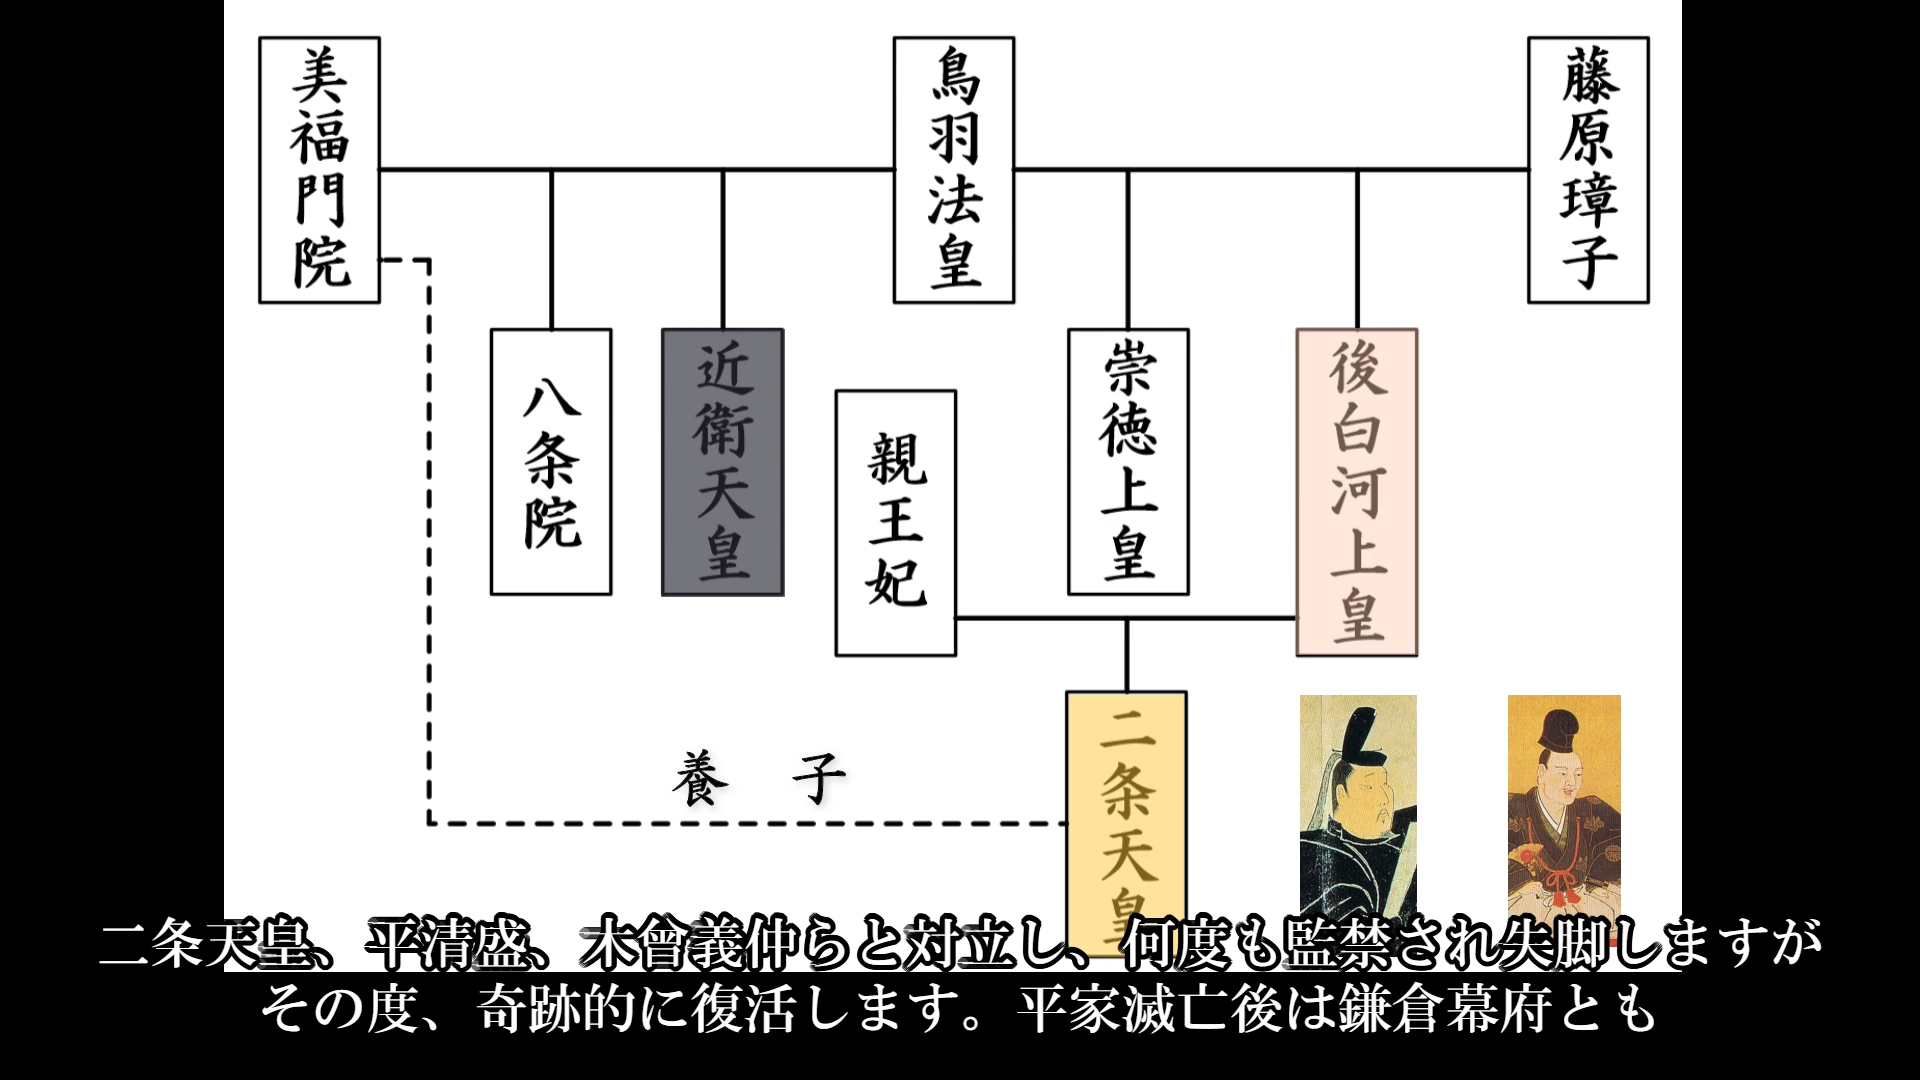 美福門院
鳥羽法皇
藤原璋子
八条院
近衛天皇
親王妃
崇徳上皇
後白河上皇
養子
二条天皇
二条天皇、平清盛、木曾義仲らと対立し、何度も監禁され失脚しますが
その度、奇跡的に復活します。平家滅亡後は鎌倉幕府とも